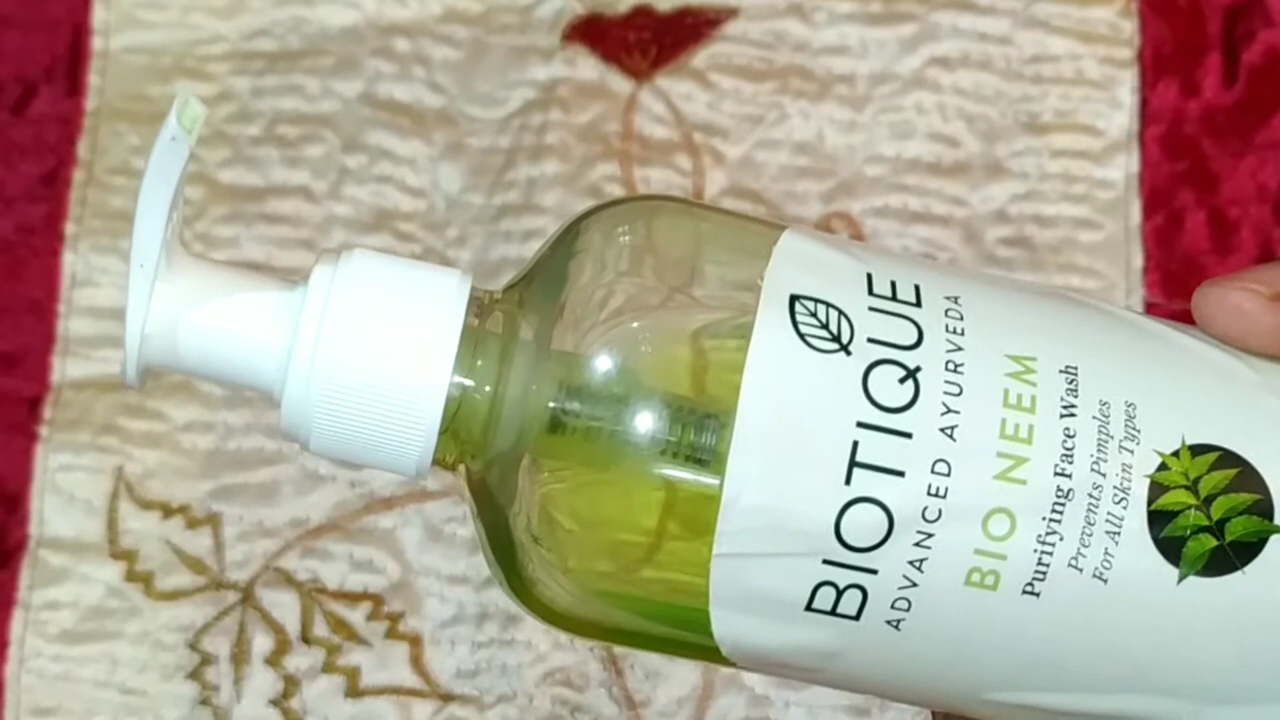 BIOTIQUE
ADVANCED AYURVEDA
BIO NEEM
Purifying Face Wash
Prevents Pimples
For All Skin Types